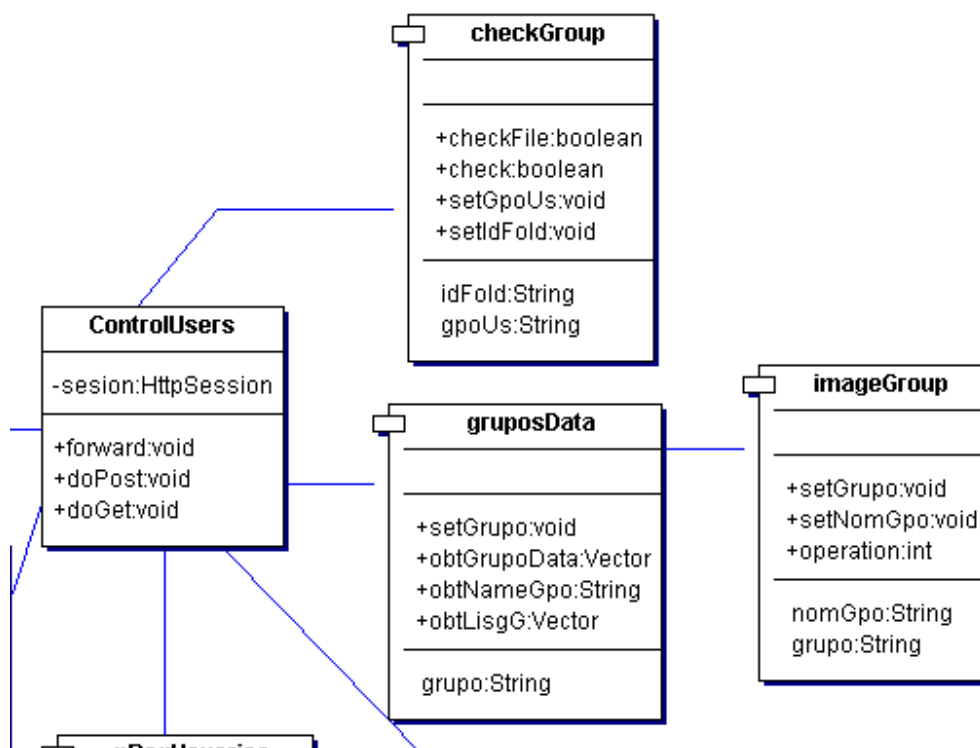 checkGroup
+checkFile:boolean
+check:boolean
+setGpoUs:void
+setIdFold:void
idFold:String
gpoUs:String
ControlUsers
-sesion:HttpSession
+forward:void
+doPost:void
+doGet:void
gruposData
+setGrupo:void
+obtGrupoData:Vector
+obtNameGpo:String
+obtLisgG:Vector
grupo:String
imageGroup
+setGrupo:void
+setNomGpo:void
+operation:int
nomGpo:String
grupo:String